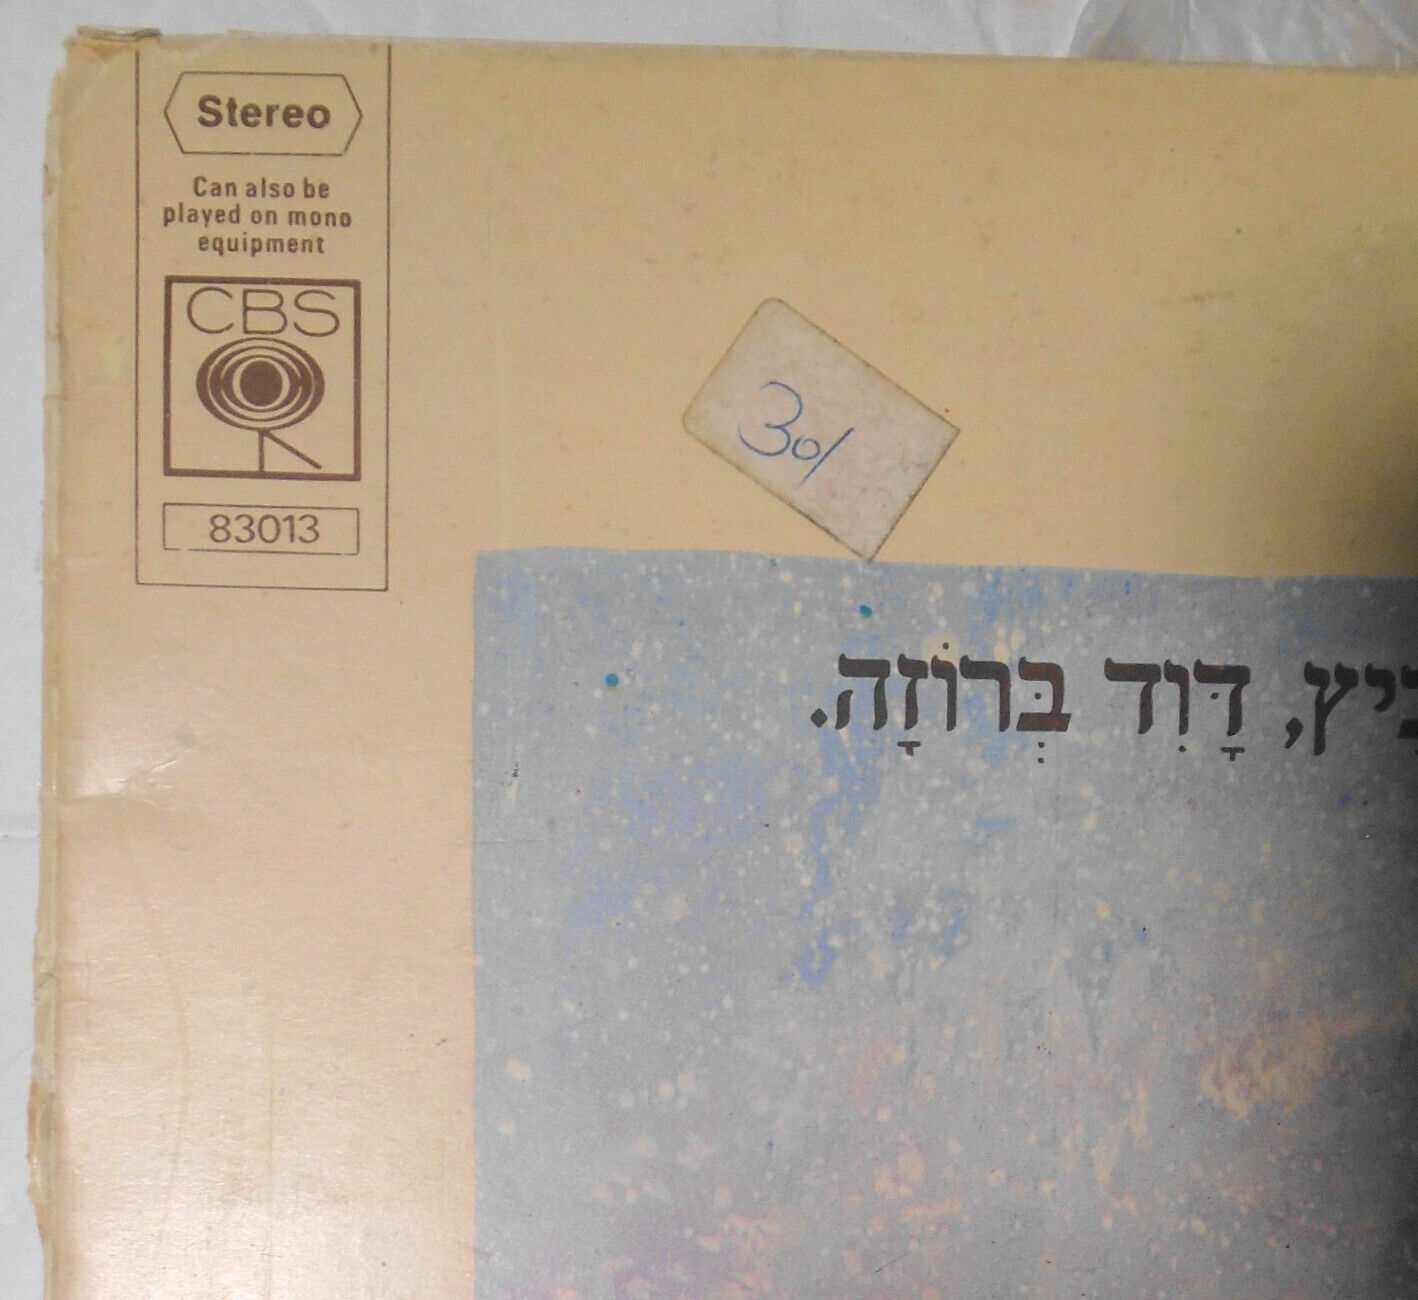 Stereo
Can also be
played on mono
equipment
CBS
83013
דָּוִד בְּרוֹזָה.